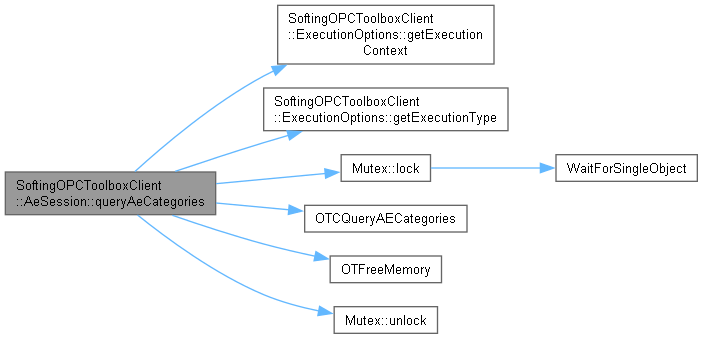 SoftingOPCToolboxClient
::ExecutionOptions::getExecution
Context
SoftingOPCToolboxClient
::ExecutionOptions::getExecutionType
Mutex::lock
WaitForSingleObject
SoftingOPCToolboxClient
::AeSession::queryAeCategories
OTCQueryAECategories
OTFreeMemory
Mutex::unlock